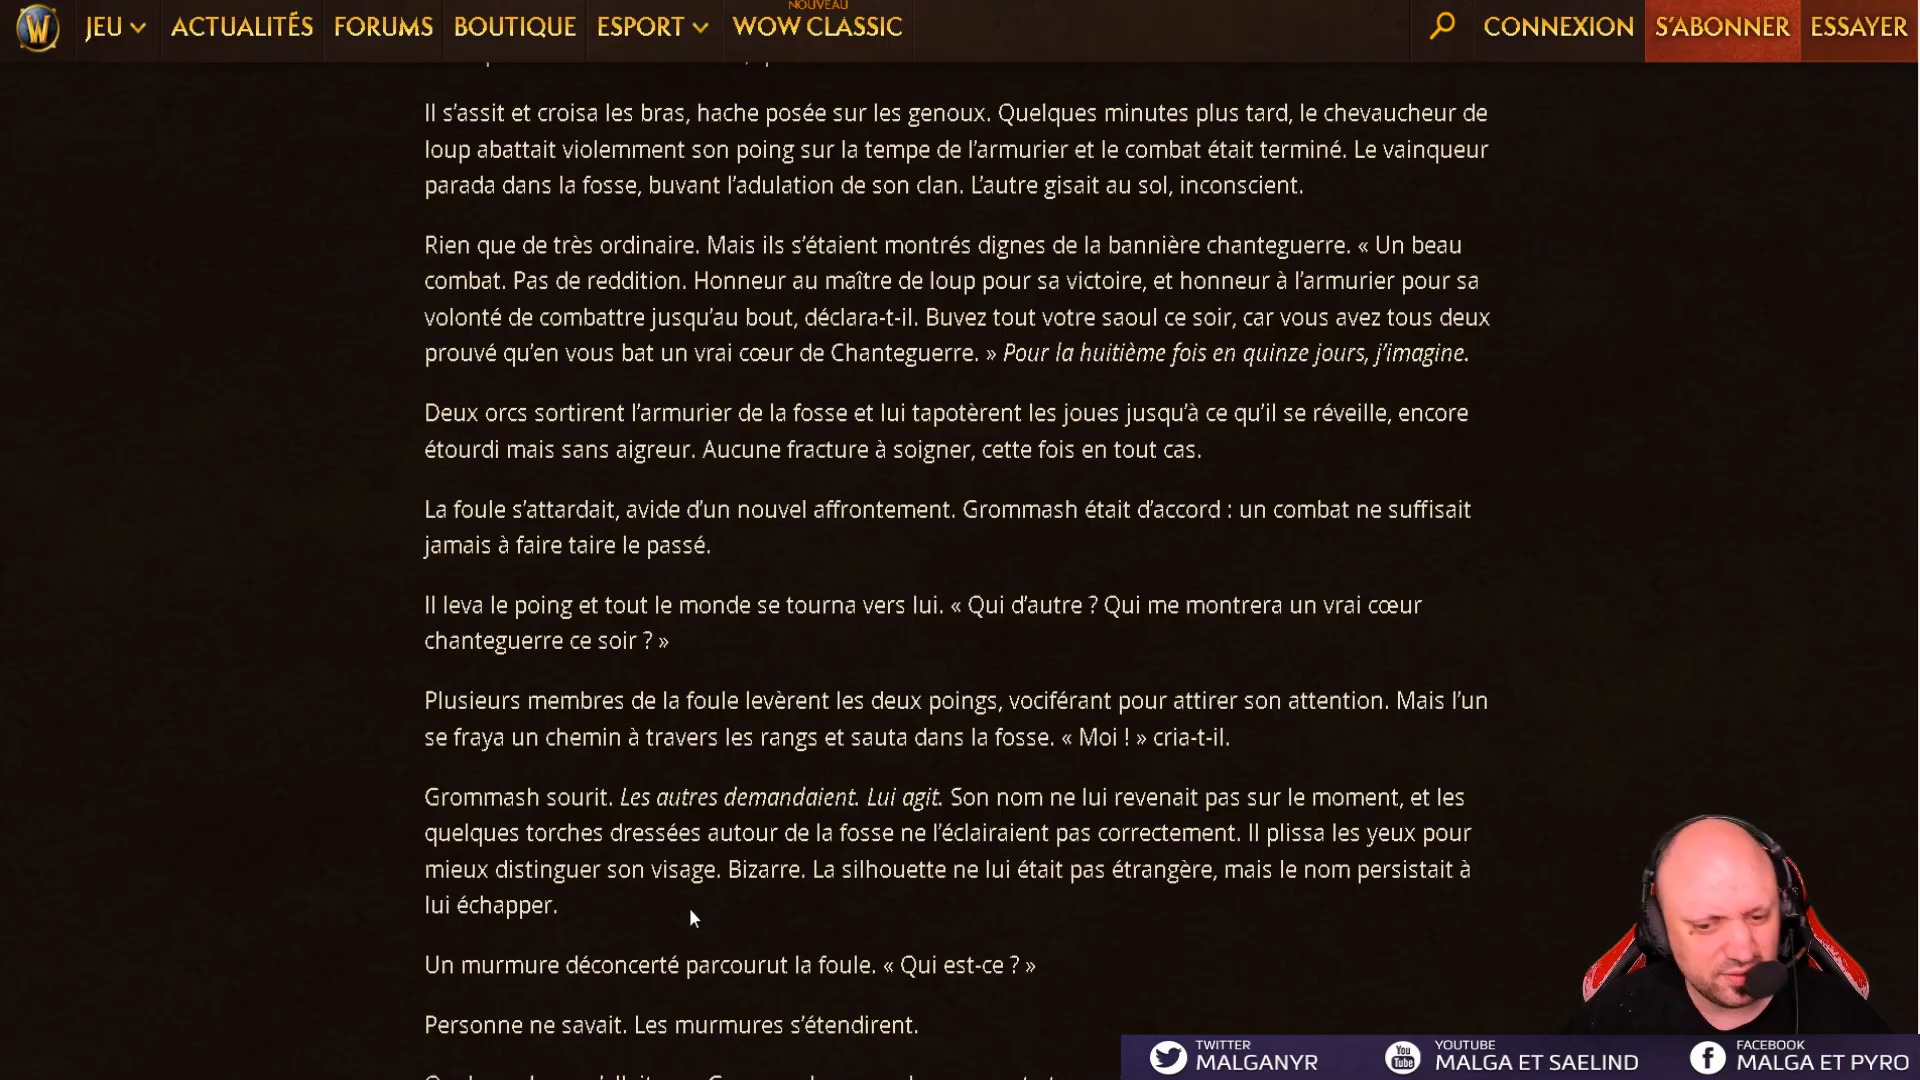 NOUVEAU
JEU ACTUALITÉS FORUMS BOUTIQUE ESPORT WOW CLASSIC CONNEXION S'ABONNER ESSAYER
Il s’assit et croisa les bras, hache posée sur les genoux. Quelques minutes plus tard, le chevaucheur de
loup abattait violemment son poing sur la tempe de l’armurier et le combat était terminé. Le vainqueur
parada dans la fosse, buvant l’adulation de son clan. L’autre gisait au sol, inconscient.
Rien que de très ordinaire. Mais ils s’étaient montrés dignes de la bannière chanteguerre. « Un beau
combat. Pas de reddition. Honneur au maître de loup pour sa victoire, et honneur à l’armurier pour sa
volonté de combattre jusqu’au bout, déclara-t-il. Buvez tout votre saoul ce soir, car vous avez tous deux
prouvé qu’en vous bat un vrai cœur de Chanteguerre. » Pour la huitième fois en quinze jours, j’imagine.
Deux orcs sortirent l’armurier de la fosse et lui tapotèrent les joues jusqu’à ce qu’il se réveille, encore
étourdi mais sans aigreur. Aucune fracture à soigner, cette fois en tout cas.
La foule s’attardait, avide d’un nouvel affrontement. Grommash était d’accord : un combat ne suffisait
jamais à faire taire le passé.
Il leva le poing et tout le monde se tourna vers lui. « Qui d’autre ? Qui me montrera un vrai cœur
chanteguerre ce soir ? »
Plusieurs membres de la foule levèrent les deux poings, vociférant pour attirer son attention. Mais l’un
se fraya un chemin à travers les rangs et sauta dans la fosse. « Moi ! » cria-t-il.
Grommash sourit. Les autres demandaient. Lui agit. Son nom ne lui revenait pas sur le moment, et les
quelques torches dressées autour de la fosse ne l’éclairaient pas correctement. Il plissa les yeux pour
mieux distinguer son visage. Bizarre. La silhouette ne lui était pas étrangère, mais le nom persistait à
lui échapper.
Un murmure déconcerté parcourut la foule. « Qui est-ce ? »
Personne ne savait. Les murmures s’étendirent.
TWITTER
MALGANYR
YOUTUBE
MALGA ET SAELIND
FACEBOOK
MALGA ET PYRO